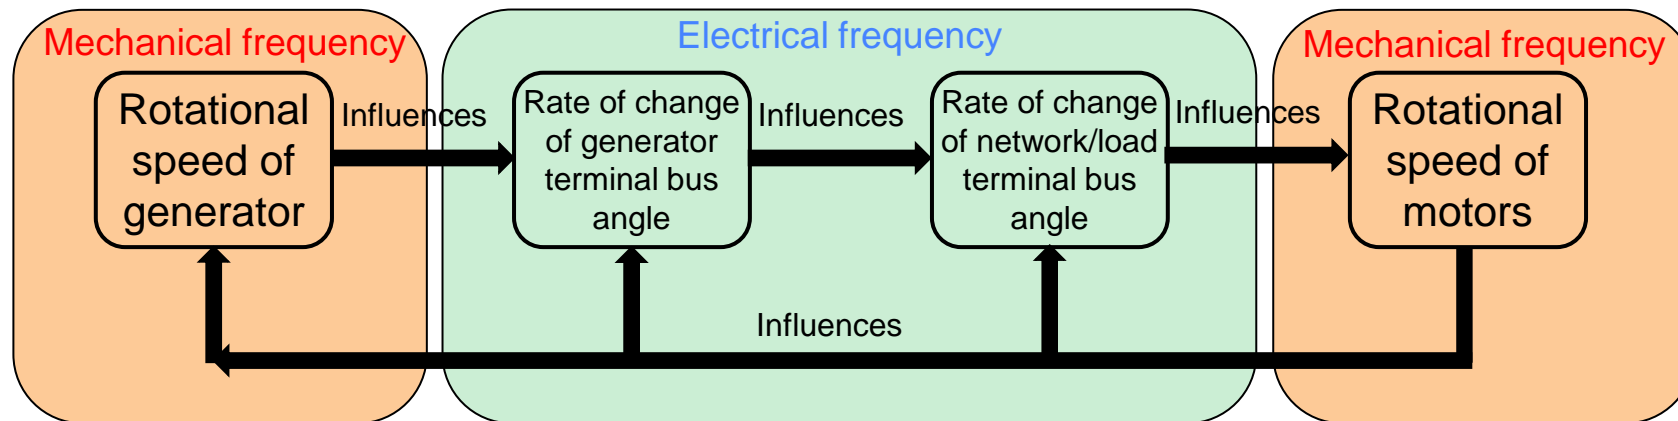 Mechanical frequency
Rotational
speed of
generator
Influences
Electrical frequency
Rate of change
of generator
terminal bus
angle
Influences
Rate of change
of network/load
terminal bus
angle
Influences
Mechanical frequency
Rotational
speed of
motors
Influences